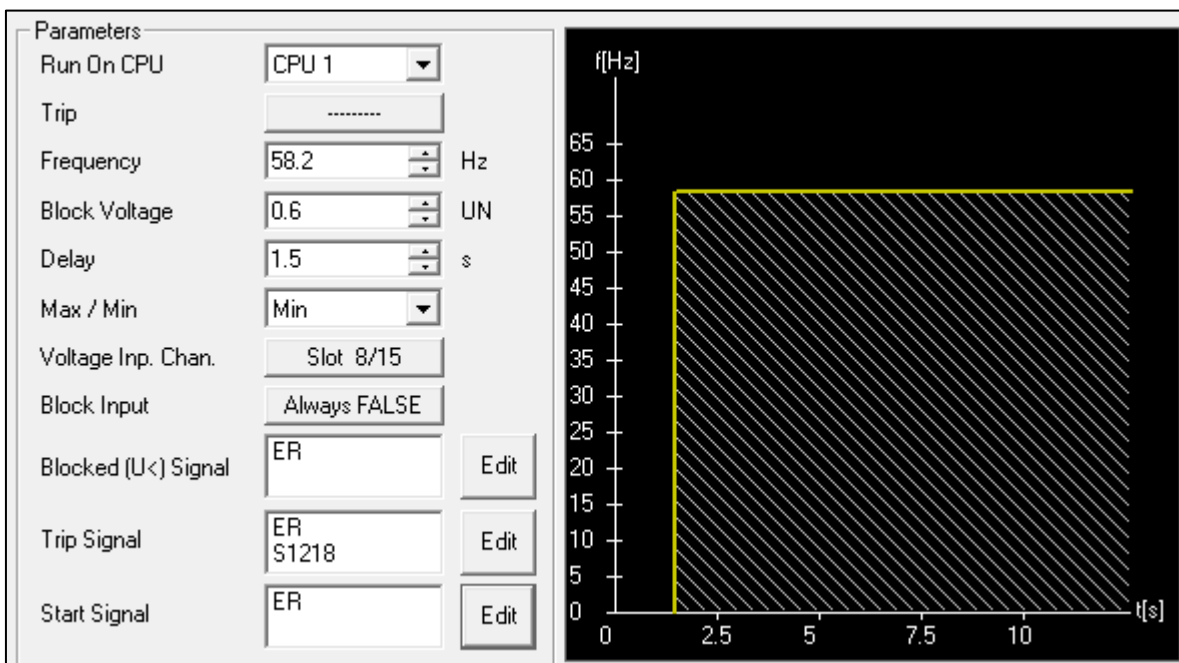 Parameters
Run On CPU CPU 1
Trip ---------
Frequency 58.2 Hz
Block Voltage 0.6 UN
Delay 1.5 s
Max / Min Min
Voltage Inp. Chan. Slot 8/15
Block Input Always FALSE
Blocked (U<) Signal ER Edit
Trip Signal ER Edit
S1218
Start Signal ER Edit
f[Hz]
65
60
55
50
45
40
35
30
25
20
15
10
5
0
0 2.5 5 7.5 10 t[s]